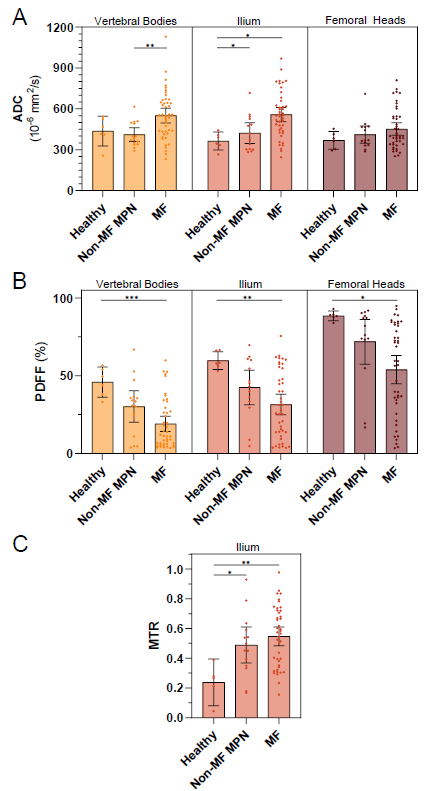 A
Vertebral Bodies Ilium Femoral Heads
ADC
(10⁻⁶ mm²/s)
1200
900
600
300
0
**
*
*
Healthy
Non-MF MPN
MF
Healthy
Non-MF MPN
MF
Healthy
Non-MF MPN
MF
B
Vertebral Bodies Ilium Femoral Heads
PDFF (%)
100
50
0
***
**
*
Healthy
Non-MF MPN
MF
Healthy
Non-MF MPN
MF
Healthy
Non-MF MPN
MF
C
Ilium
MTR
1.0
0.8
0.6
0.4
0.2
0.0
**
*
Healthy
Non-MF MPN
MF